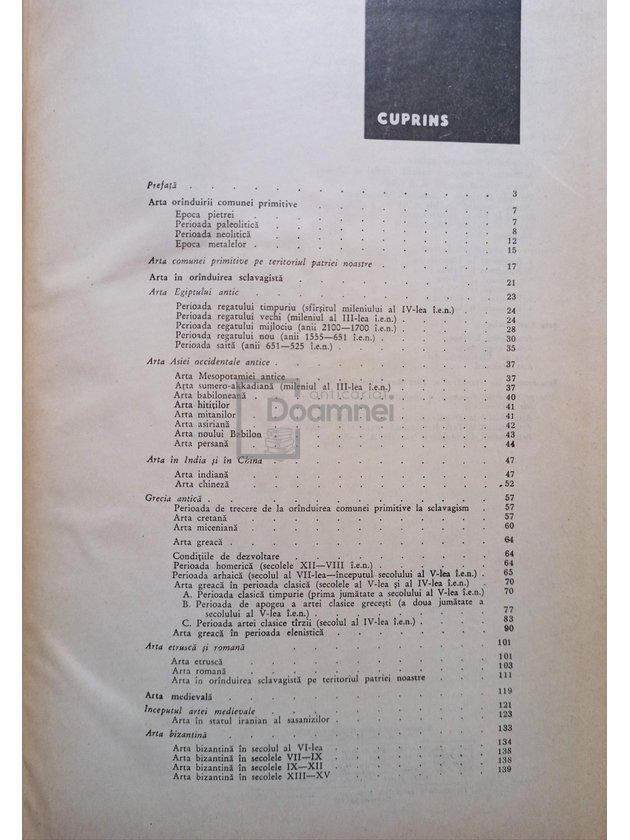 CUPRINS
Prefață . . . . . . . . . . . . 3
Arta orînduirii comunei primitive . . . . . . . 7
Epoca pietrei . . . . . . . . . 7
Perioada paleolitică . . . . . . . . . 8
Perioada neolitică . . . . . . . . . 12
Epoca metalelor . . . . . . . . . 15
Arta comunei primitive pe teritoriul patriei noastre . . . . . 17
Arta în orînduirea sclavagistă . . . . . . . 21
Arta Egiptului antic . . . . . . . . . 23
Perioada regatului timpuriu (sfîrșitul mileniului al IV-lea î.e.n.) . . 24
Perioada regatului vechi (mileniul al III-lea î.e.n.) . . . . 24
Perioada regatului mijlociu (anii 2100—1700 î.e.n.) . . . . 28
Perioada regatului nou (anii 1555—651 î.e.n.) . . . . . 30
Perioada saită (anii 651—525 î.e.n.) . . . . . . 35
Arta Asiei occidentale antice . . . . . . . . 37
Arta Mesopotamiei antice . . . . . . . 37
Arta sumero-akkadiană (mileniul al III-lea î.e.n.) . . . . 37
Arta babiloneană . . . . . . . . . 40
Arta hitiților . . . . . . . . . 41
Arta mitanilor . . . . . . . . . 41
Arta asiriană . . . . . . . . . 42
Arta noului Babilon . . . . . . . . . 43
Arta persană . . . . . . . . . 44
Arta în India și în China . . . . . . . . 47
Arta indiană . . . . . . . . . 47
Arta chineză . . . . . . . . . 52
Grecia antică . . . . . . . . . . 57
Perioada de trecere de la orînduirea comunei primitive la sclavagism . 57
Arta cretană . . . . . . . . . 57
Arta miceniană . . . . . . . . . 60
Arta greacă . . . . . . . . . 64
Condițiile de dezvoltare . . . . . . . . 64
Perioada homerică (secolele XII—VIII î.e.n.) . . . . . 64
Perioada arhaică (secolul al VII-lea—începutul secolului al V-lea î.e.n.) . 65
Arta greacă în perioada clasică (secolele al V-lea și al IV-lea î.e.n.) . 70
A. Perioada clasică timpurie (prima jumătate a secolului al V-lea î.e.n.) 70
B. Perioada de apogeu a artei clasice grecești (a doua jumătate a
secolului al V-lea î.e.n.) . . . . . . . 77
C. Perioada artei clasice tîrzii (secolul al IV-lea î.e.n.) . . . 83
Arta greacă în perioada elenistică . . . . . . 90
Arta etruscă și romană . . . . . . . . 101
Arta etruscă . . . . . . . . . 101
Arta romană . . . . . . . . . 103
Arta în orînduirea sclavagistă pe teritoriul patriei noastre . . . 111
Arta medievală . . . . . . . . . 119
Începutul artei medievale . . . . . . . . 121
Arta în statul iranian al sasanizilor . . . . . . 123
Arta bizantină . . . . . . . . . 133
Arta bizantină în secolul al VI-lea . . . . . . 134
Arta bizantină în secolele VII—IX . . . . . . 138
Arta bizantină în secolele IX—XII . . . . . . 138
Arta bizantină în secolele XIII—XV . . . . . . 139
anticariat
Doamnei